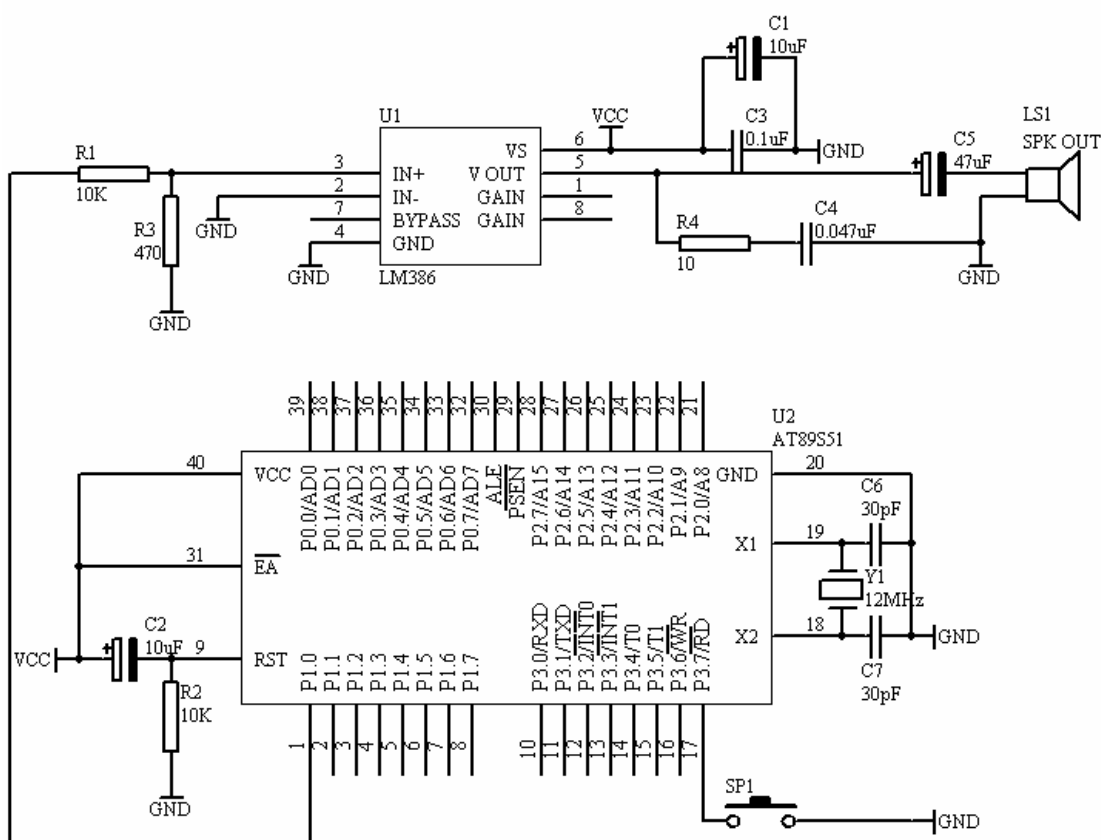 C1
10uF
U1
VCC
C3
0.1uF
LS1
SPK OUT
C5
47uF
R1
10K
3
IN+
VS
6
GND
2
IN-
V OUT
5
7
BYPASS
GAIN
1
4
GND
GAIN
8
R3
470
GND
GND
LM386
R4
10
C4
0.047uF
GND
GND
39
38
37
36
35
34
33
32
30
29
28
27
26
25
24
23
22
21
U2
AT89S51
40
VCC
P0.0/AD0
P0.1/AD1
P0.2/AD2
P0.3/AD3
P0.4/AD4
P0.5/AD5
P0.6/AD6
P0.7/AD7
ALE
PSEN
P2.7/A15
P2.6/A14
P2.5/A13
P2.4/A12
P2.3/A11
P2.2/A10
P2.1/A9
P2.0/A8
GND
20
C6
30pF
31
EA
X1
19
Y1
12MHz
C2
10uF
VCC
9
RST
X2
18
GND
C7
30pF
P1.0
P1.1
P1.2
P1.3
P1.4
P1.5
P1.6
P1.7
P3.0/RXD
P3.1/TXD
P3.2/INT0
P3.3/INT1
P3.4/T0
P3.5/T1
P3.6/WR
P3.7/RD
R2
10K
GND
1
2
3
4
5
6
7
8
10
11
12
13
14
15
16
17
SP1
GND